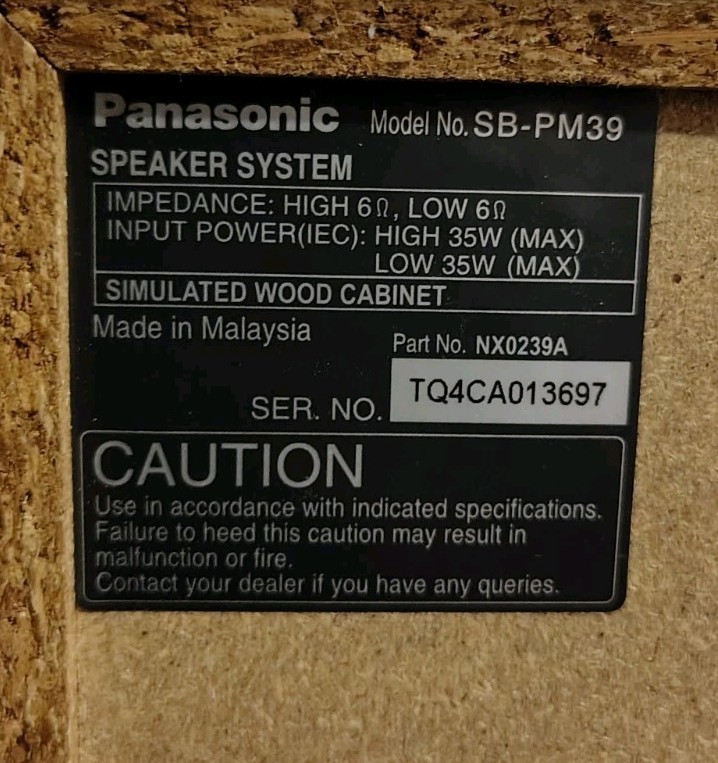 Panasonic Model No. SB-PM39
SPEAKER SYSTEM
IMPEDANCE: HIGH 6Ω, LOW 6Ω
INPUT POWER(IEC): HIGH 35W (MAX)
LOW 35W (MAX)
SIMULATED WOOD CABINET
Made in Malaysia
Part No. NX0239A
SER. NO. TQ4CA013697
CAUTION
Use in accordance with indicated specifications.
Failure to heed this caution may result in
malfunction or fire.
Contact your dealer if you have any queries.